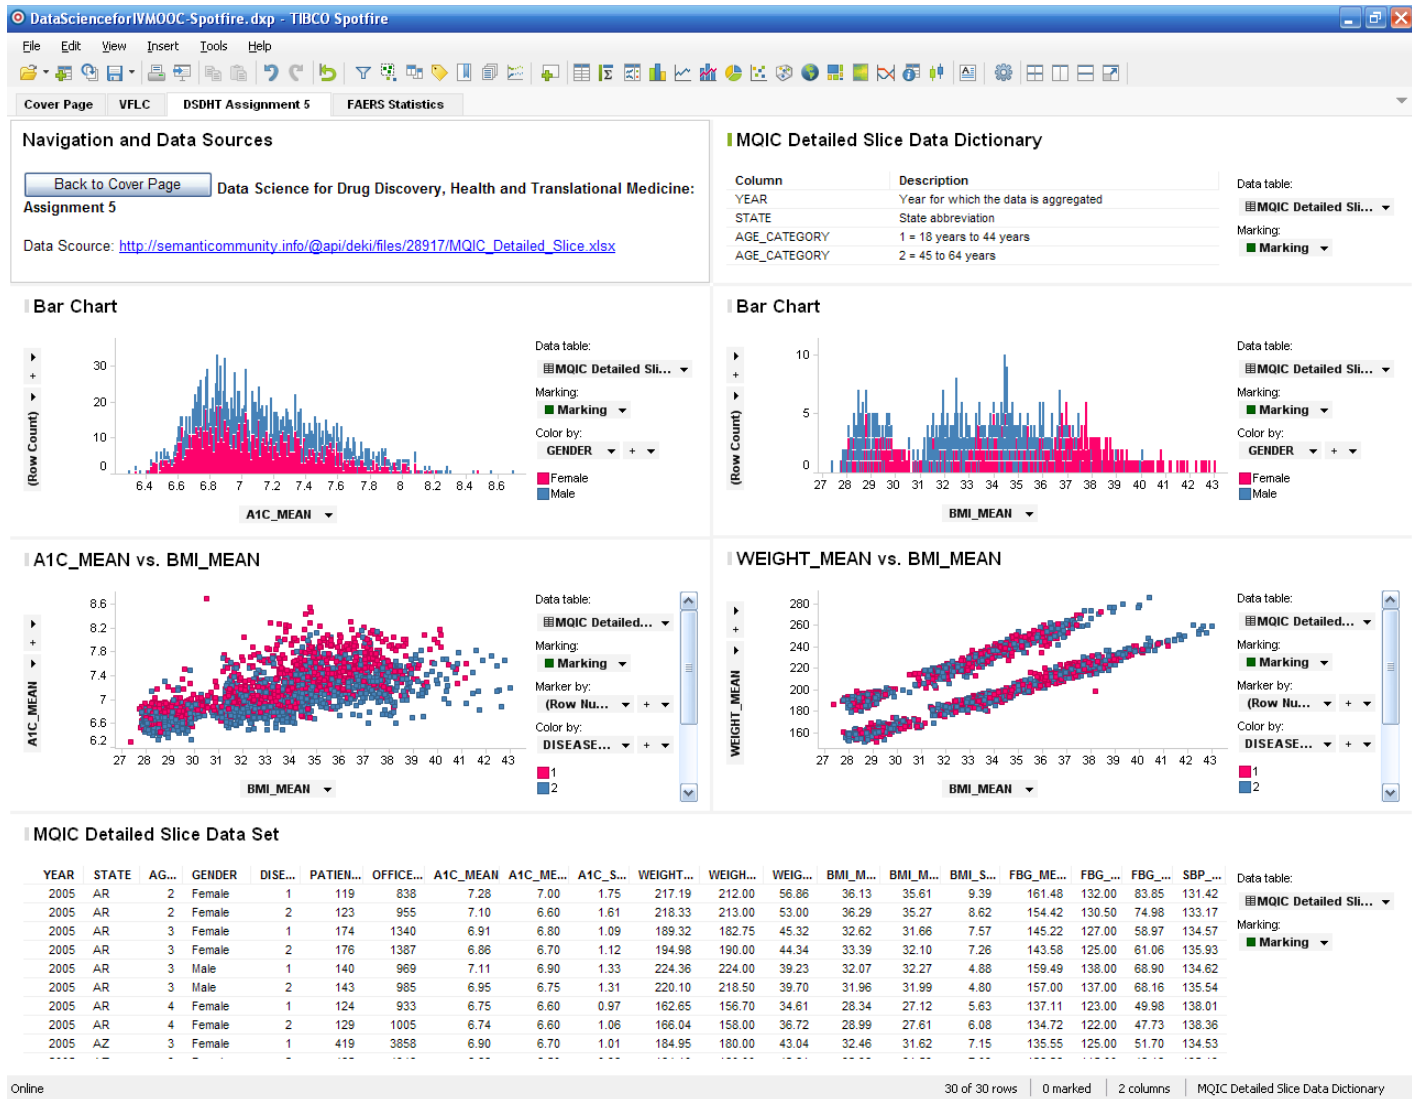 DataScienceforIVMOOC-Spotfire.dxp - TIBCO Spotfire
File Edit View Insert Tools Help
Cover Page VFLC DSDHT Assignment 5 FAERS Statistics
Navigation and Data Sources
Back to Cover Page Data Science for Drug Discovery, Health and Translational Medicine:
Assignment 5
Data Scource: http://semanticommunity.info/@api/deki/files/28917/MQIC_Detailed_Slice.xlsx
MQIC Detailed Slice Data Dictionary
Column Description
YEAR Year for which the data is aggregated
STATE State abbreviation
AGE_CATEGORY 1 = 18 years to 44 years
AGE_CATEGORY 2 = 45 to 64 years
Data table:
MQIC Detailed Sli...
Marking:
Marking
Bar Chart
(Row Count)
30
20
10
0
6.4 6.6 6.8 7 7.2 7.4 7.6 7.8 8 8.2 8.4 8.6
A1C_MEAN
Data table:
MQIC Detailed Sli...
Marking:
Marking
Color by:
GENDER +
Female
Male
Bar Chart
(Row Count)
10
5
0
27 28 29 30 31 32 33 34 35 36 37 38 39 40 41 42 43
BMI_MEAN
Data table:
MQIC Detailed Sli...
Marking:
Marking
Color by:
GENDER +
Female
Male
A1C_MEAN vs. BMI_MEAN
A1C_MEAN
8.6
8.2
7.8
7.4
7
6.6
6.2
27 28 29 30 31 32 33 34 35 36 37 38 39 40 41 42 43
BMI_MEAN
Data table:
MQIC Detailed...
Marking:
Marking
Marker by:
(Row Nu... +
Color by:
DISEASE... +
1
2
WEIGHT_MEAN vs. BMI_MEAN
WEIGHT_MEAN
280
260
240
220
200
180
160
27 28 29 30 31 32 33 34 35 36 37 38 39 40 41 42 43
BMI_MEAN
Data table:
MQIC Detailed...
Marking:
Marking
Marker by:
(Row Nu... +
Color by:
DISEASE... +
1
2
MQIC Detailed Slice Data Set
YEAR STATE AG... GENDER DISE... PATIEN... OFFICE... A1C_MEAN A1C_ME... A1C_S... WEIGHT... WEIGH... WEIG... BMI_M... BMI_M... BMI_S... FBG_ME... FBG_... FBG_... SBP_...
2005 AR 2 Female 1 119 838 7.28 7.00 1.75 217.19 212.00 56.86 36.13 35.61 9.39 161.48 132.00 83.85 131.42
2005 AR 2 Female 2 123 955 7.10 6.60 1.61 218.33 213.00 53.00 36.29 35.27 8.62 154.42 130.50 74.98 133.17
2005 AR 3 Female 1 174 1340 6.91 6.80 1.09 189.32 182.75 45.32 32.62 31.66 7.57 145.22 127.00 58.97 134.57
2005 AR 3 Female 2 176 1387 6.86 6.70 1.12 194.98 190.00 44.34 33.39 32.10 7.26 143.58 125.00 61.06 135.93
2005 AR 3 Male 1 140 969 7.11 6.90 1.33 224.36 224.00 39.23 32.07 32.27 4.88 159.49 138.00 68.90 134.62
2005 AR 3 Male 2 143 985 6.95 6.75 1.31 220.10 218.50 39.70 31.96 31.99 4.80 157.00 137.00 68.16 135.54
2005 AR 4 Female 1 124 933 6.75 6.60 0.97 162.65 156.70 34.61 28.34 27.12 5.63 137.11 123.00 49.98 138.01
2005 AR 4 Female 2 129 1005 6.74 6.60 1.06 166.04 158.00 36.72 28.99 27.61 6.08 134.72 122.00 47.73 138.36
2005 AZ 3 Female 1 419 3858 6.90 6.70 1.01 184.95 180.00 43.04 32.46 31.62 7.15 135.55 125.00 51.70 134.53
Data table:
MQIC Detailed Sli...
Marking:
Marking
Online 30 of 30 rows 0 marked 2 columns MQIC Detailed Slice Data Dictionary